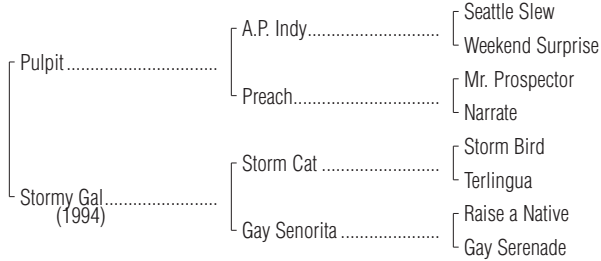 Seattle Slew
A.P. Indy................................
Weekend Surprise
Pulpit................................
Mr. Prospector
Preach................................
Narrate
Storm Bird
Storm Cat ..........................
Terlingua
Stormy Gal........................
(1994)
Raise a Native
Gay Senorita .....................
Gay Serenade